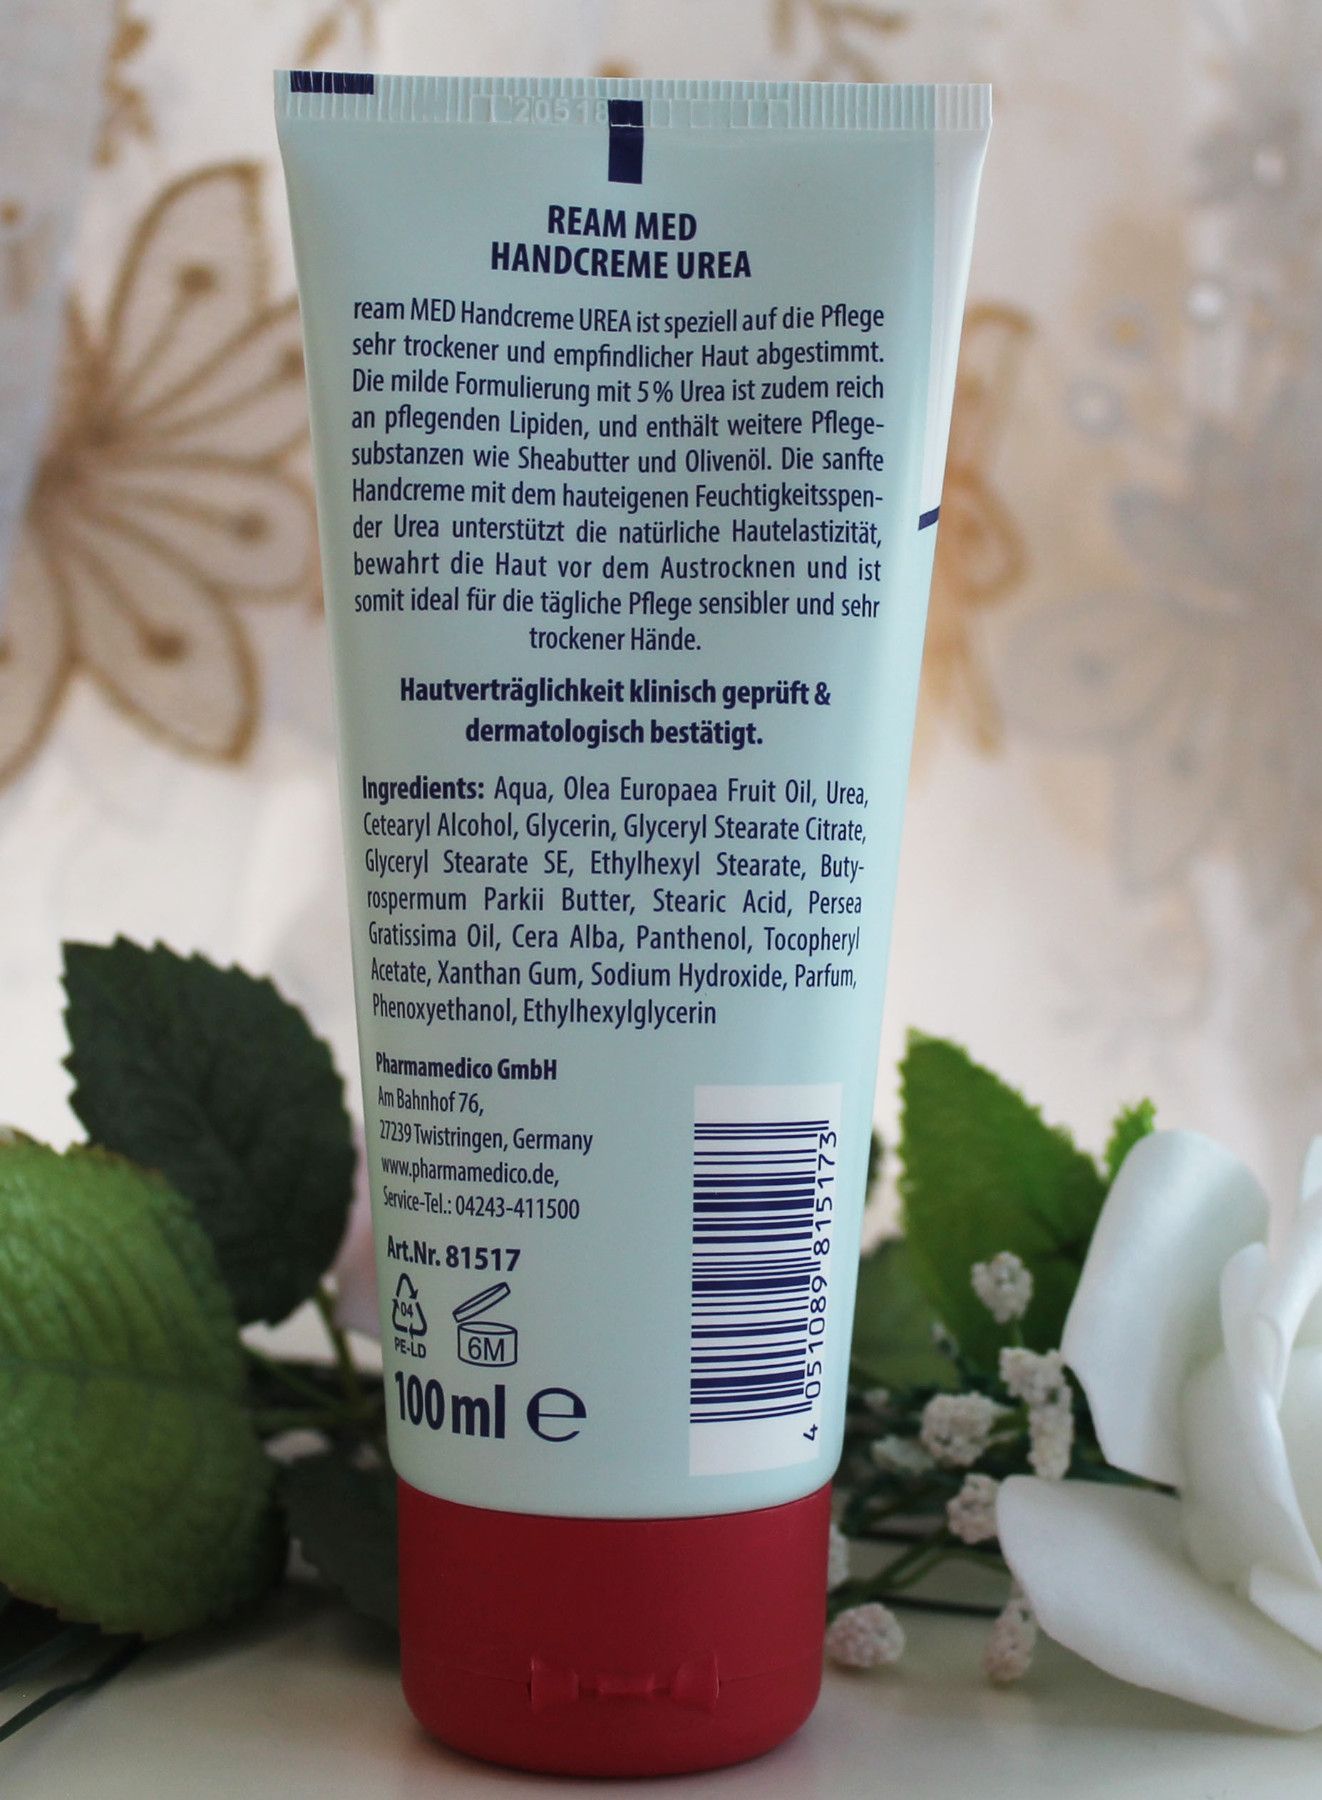 20518
REAM MED
HANDCREME UREA
ream MED Handcreme UREA ist speziell auf die Pflege
sehr trockener und empfindlicher Haut abgestimmt.
Die milde Formulierung mit 5 % Urea ist zudem reich
an pflegenden Lipiden, und enthält weitere Pflege-
substanzen wie Sheabutter und Olivenöl. Die sanfte
Handcreme mit dem hauteigenen Feuchtigkeitsspen-
der Urea unterstützt die natürliche Hautelastizität,
bewahrt die Haut vor dem Austrocknen und ist
somit ideal für die tägliche Pflege sensibler und sehr
trockener Hände.
Hautverträglichkeit klinisch geprüft &
dermatologisch bestätigt.
Ingredients: Aqua, Olea Europaea Fruit Oil, Urea,
Cetearyl Alcohol, Glycerin, Glyceryl Stearate Citrate,
Glyceryl Stearate SE, Ethylhexyl Stearate, Buty-
rospermum Parkii Butter, Stearic Acid, Persea
Gratissima Oil, Cera Alba, Panthenol, Tocopheryl
Acetate, Xanthan Gum, Sodium Hydroxide, Parfum,
Phenoxyethanol, Ethylhexylglycerin
Pharmamedico GmbH
Am Bahnhof 76,
27239 Twistringen, Germany
www.pharmamedico.de,
Service-Tel.: 04243-411500
Art.Nr. 81517
04
PE-LD
6M
100 ml e
4 051089 815173